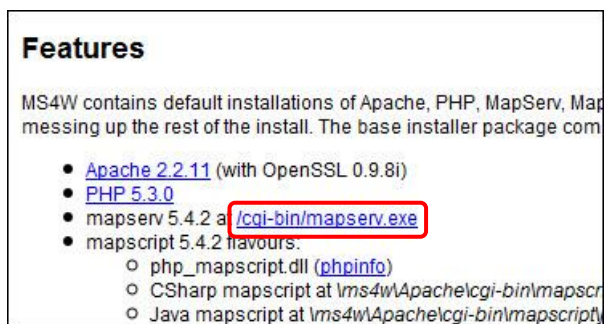 Features
MS4W contains default installations of Apache, PHP, MapServ,
messing up the rest of the install. The base installer package
Apache 2.2.11 (with OpenSSL 0.9.8i)
PHP 5.3.0
mapserv 5.4.2 at /cgi-bin/mapserv.exe
mapscript 5.4.2 flavours:
php_mapscript.dll (phpinfo)
CSharp mapscript at \ms4w\Apache\cgi-bin\mapscr
Java mapscript at \ms4w\Apache\cgi-bin\mapscript\